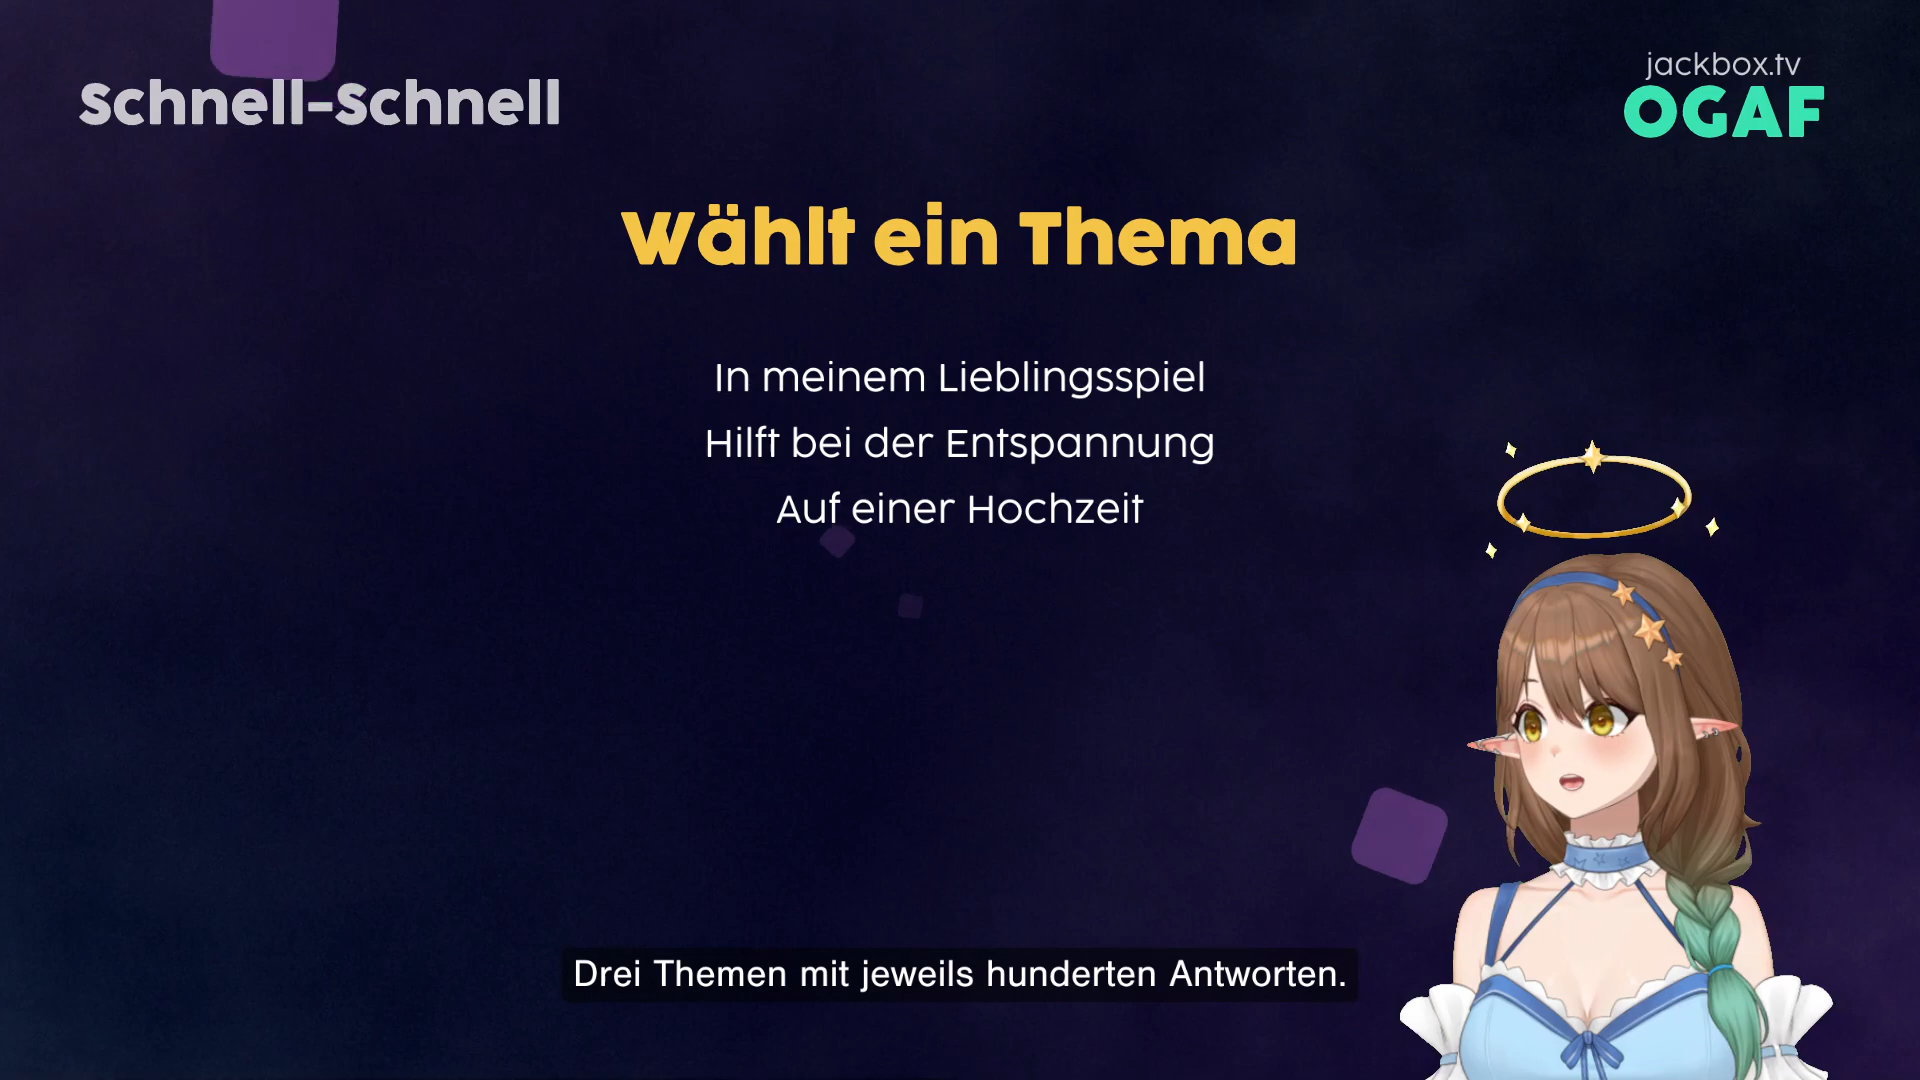 Schnell-Schnell
jackbox.tv
OGAF
Wählt ein Thema
In meinem Lieblingsspiel
Hilft bei der Entspannung
Auf einer Hochzeit
Drei Themen mit jeweils hunderten Antworten.